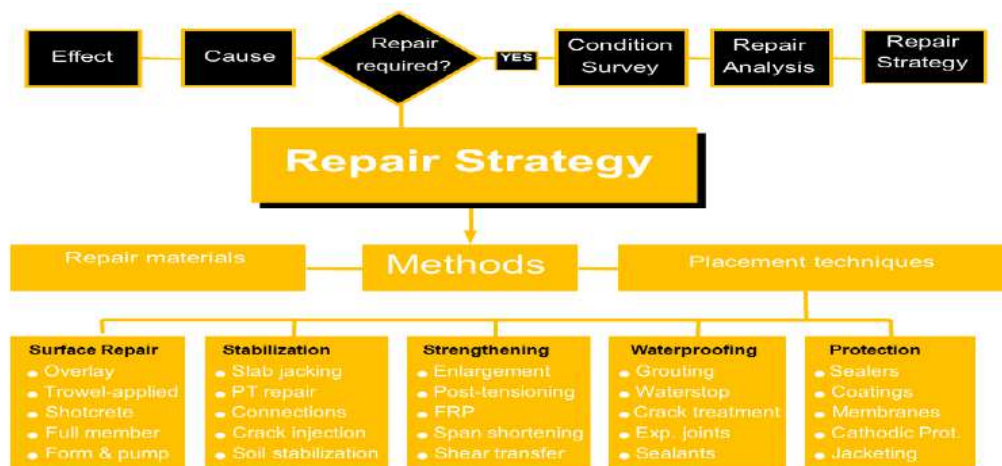 Effect
Cause
Repair
required?
YES
Condition
Survey
Repair
Analysis
Repair
Strategy
Repair Strategy
Repair materials
Methods
Placement techniques
Surface Repair
• Overlay
• Trowel-applied
• Shotcrete
• Full member
• Form & pump
Stabilization
• Slab jacking
• PT repair
• Connections
• Crack injection
• Soil stabilization
Strengthening
• Enlargement
• Post-tensioning
• FRP
• Span shortening
• Shear transfer
Waterproofing
• Grouting
• Waterstop
• Crack treatment
• Exp. joints
• Sealants
Protection
• Sealers
• Coatings
• Membranes
• Cathodic Prot.
• Jacketing